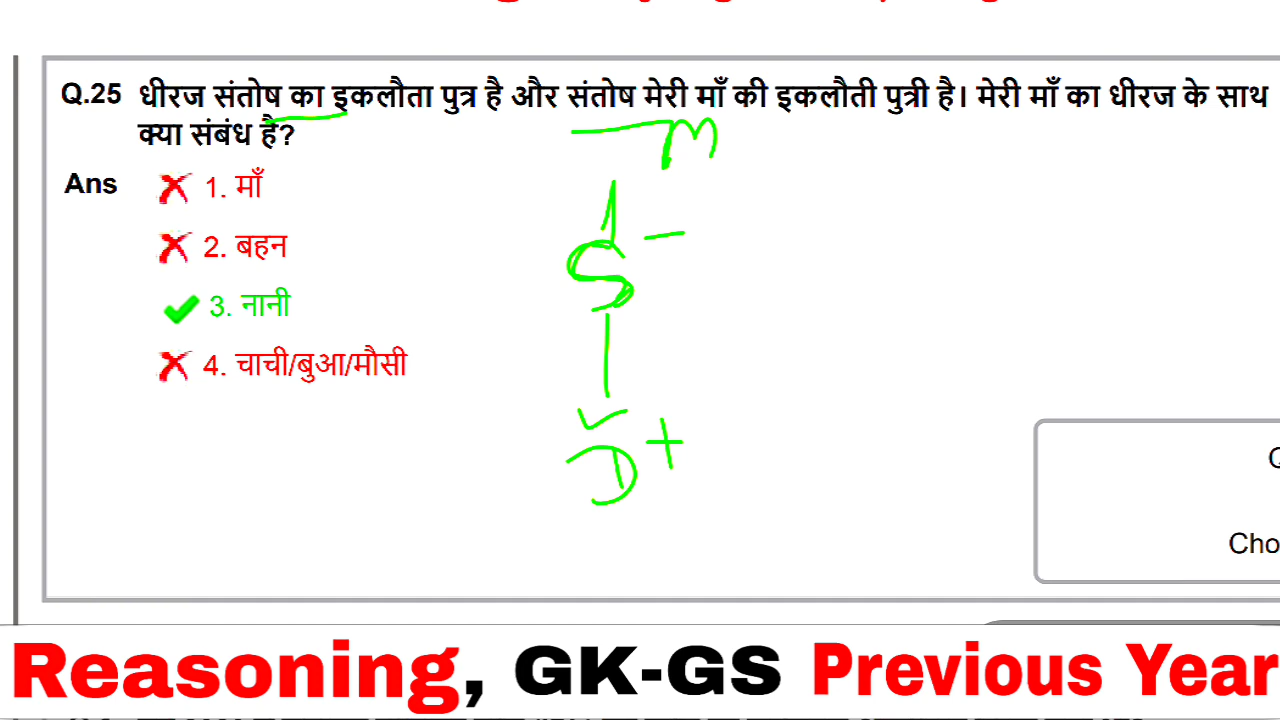 Q.25 धीरज संतोष का इकलौता पुत्र है और संतोष मेरी माँ की इकलौती पुत्री है। मेरी माँ का धीरज के साथ
क्या संबंध है?
Ans 1. माँ
2. बहन
3. नानी
4. चाची/बुआ/मौसी
M
S –
D +
Q
Cho
Reasoning, GK-GS Previous Year